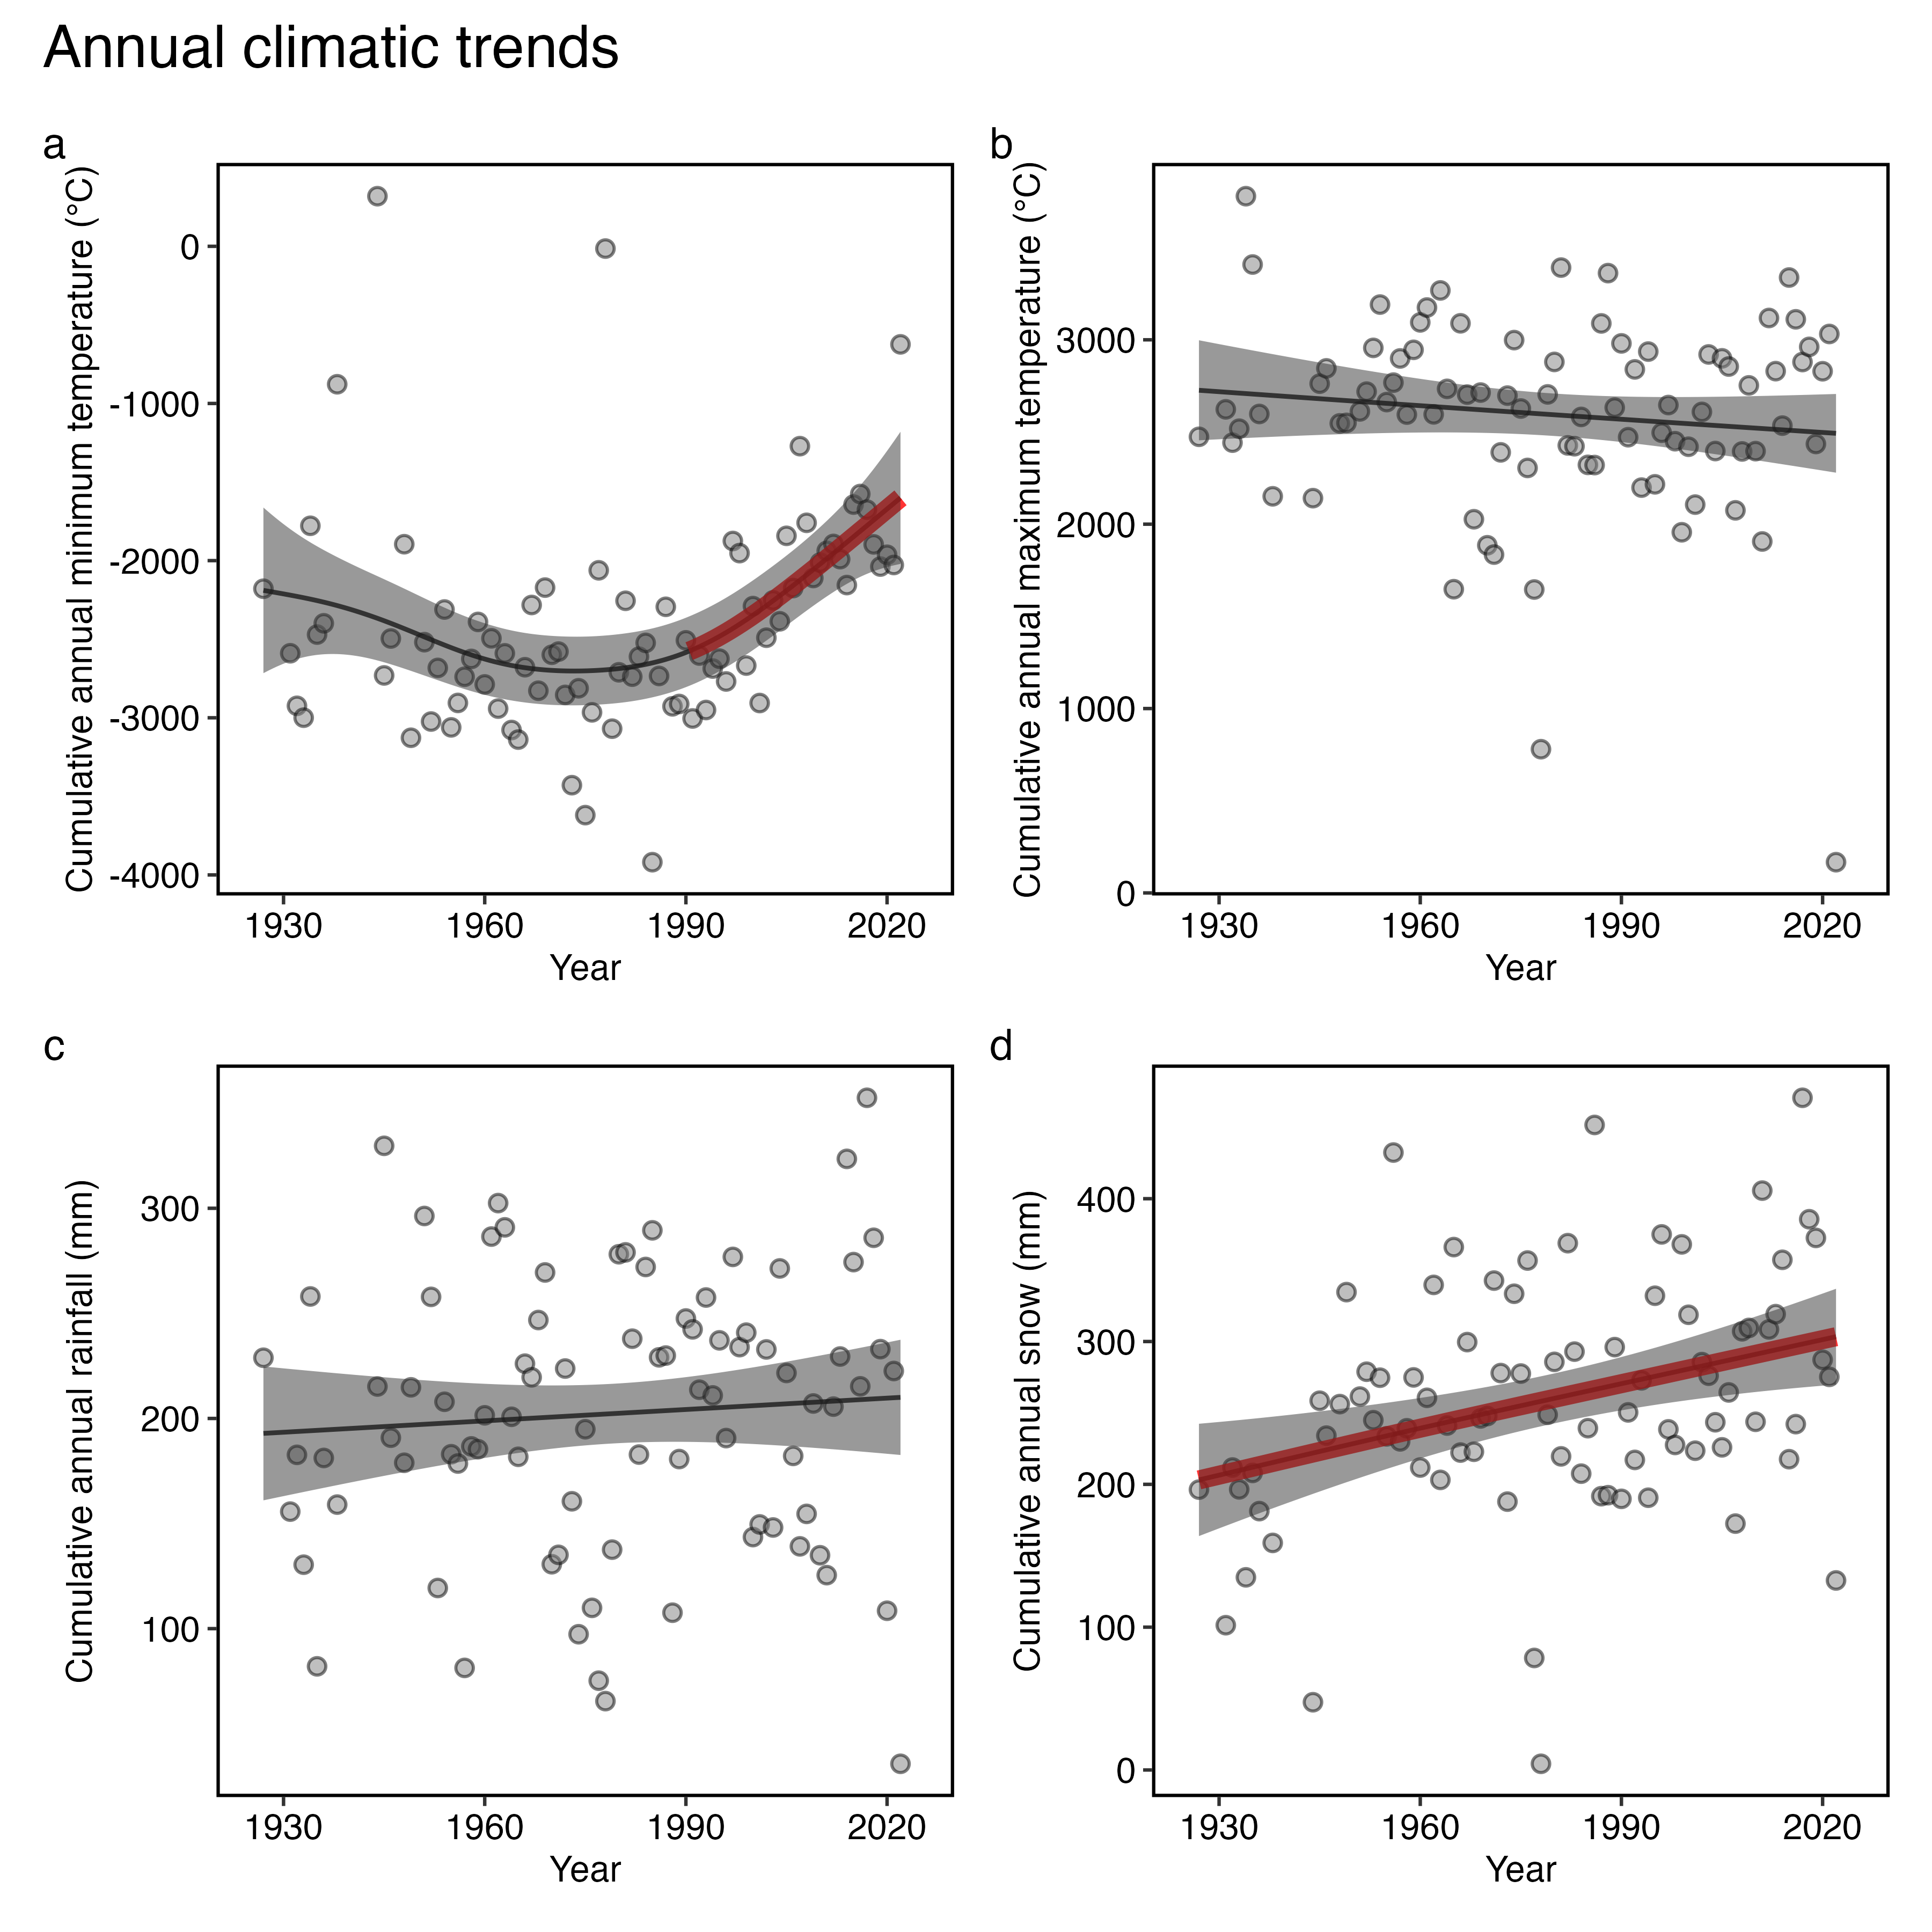 Annual climatic trends
a
Cumulative annual minimum temperature (°C)
0
-1000
-2000
-3000
-4000
1930 1960 1990 2020
Year
b
Cumulative annual maximum temperature (°C)
3000
2000
1000
0
1930 1960 1990 2020
Year
c
Cumulative annual rainfall (mm)
300
200
100
1930 1960 1990 2020
Year
d
Cumulative annual snow (mm)
400
300
200
100
0
1930 1960 1990 2020
Year